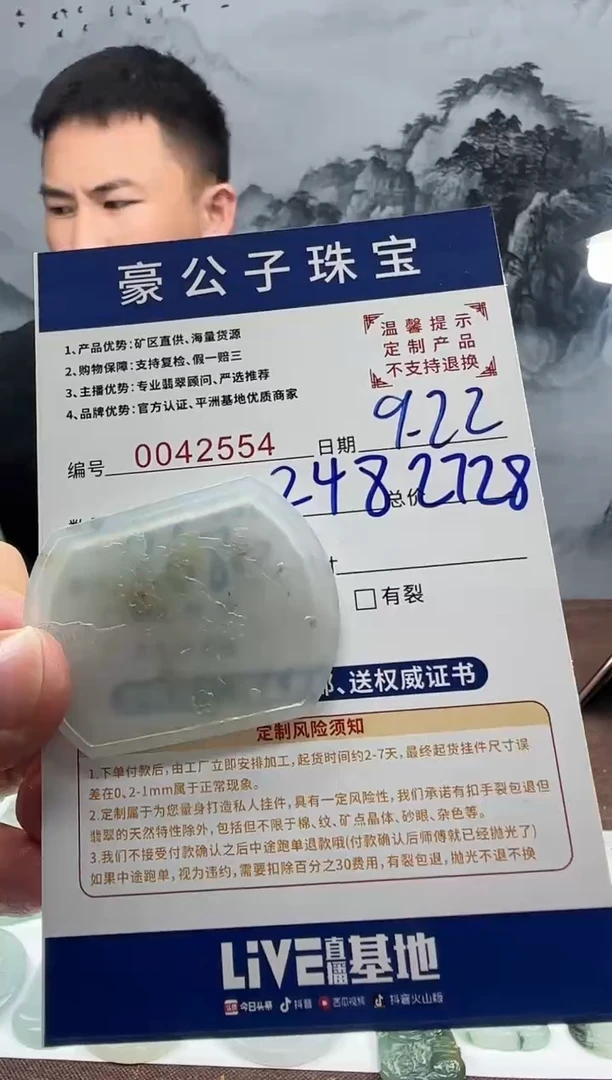 豪公子珠宝
1、产品优势:矿区直供、海量货源
2、购物保障:支持复检、假一赔三
3、主播优势:专业翡翠顾问、严选推荐
4、品牌优势:官方认证、平洲基地优质商家
温馨提示
定制产品
不支持退换
编号 0042554 日期 9.22
248 总价 2728
有裂
、送权威证书
定制风险须知
1.下单付款后,由工厂立即安排加工,起货时间约2-7天,最终起货挂件尺寸误
差在0、2-1mm属于正常现象。
2.定制属于为您量身打造私人挂件,具有一定风险性,我们承诺有扣手裂包退但
翡翠的天然特性除外,包括但不限于棉、纹、矿点晶体、砂眼、杂色等。
3.我们不接受付款确认之后中途跑单退款哦(付款确认后师傅就已经抛光了)
如果中途跑单,视为违约,需要扣除百分之30费用,有裂包退,抛光不退不换
LiVE直播基地
头条 今日头条 抖音 西瓜视频 抖音火山版